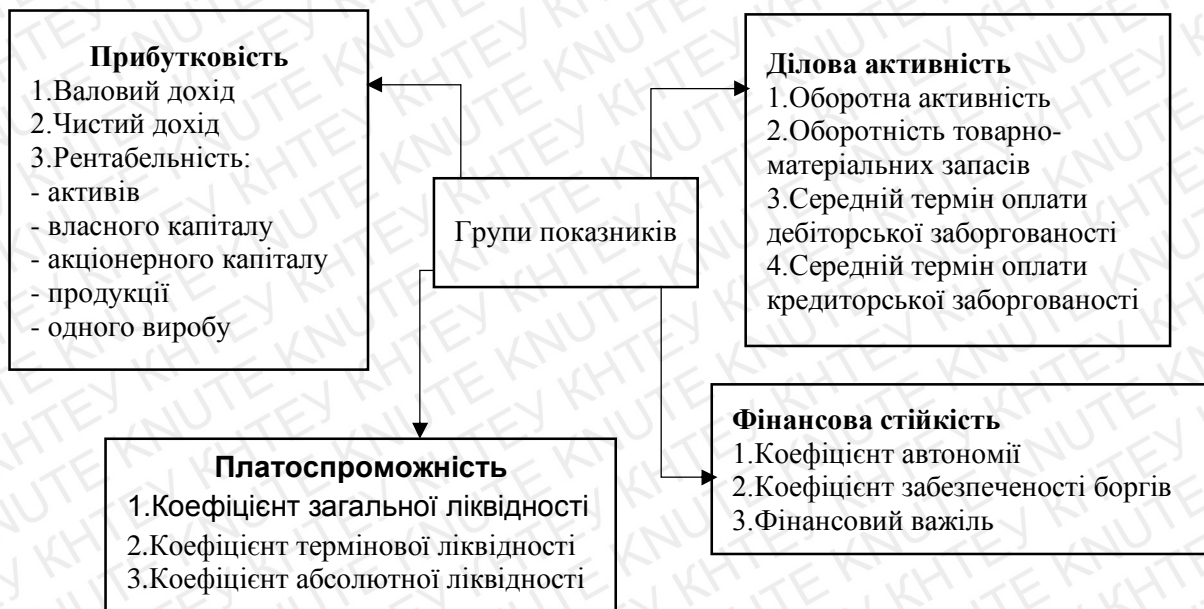 Прибутковість
1.Валовий дохід
2.Чистий дохід
3.Рентабельність:
- активів
- власного капіталу
- акціонерного капіталу
- продукції
- одного виробу
Ділова активність
1.Оборотна активність
2.Оборотність товарно-
матеріальних запасів
3.Середній термін оплати
дебіторської заборгованості
4.Середній термін оплати
кредиторської заборгованості
Групи показників
Платоспроможність
1.Коефіцієнт загальної ліквідності
2.Коефіцієнт термінової ліквідності
3.Коефіцієнт абсолютної ліквідності
Фінансова стійкість
1.Коефіцієнт автономії
2.Коефіцієнт забезпеченості боргів
3.Фінансовий важіль